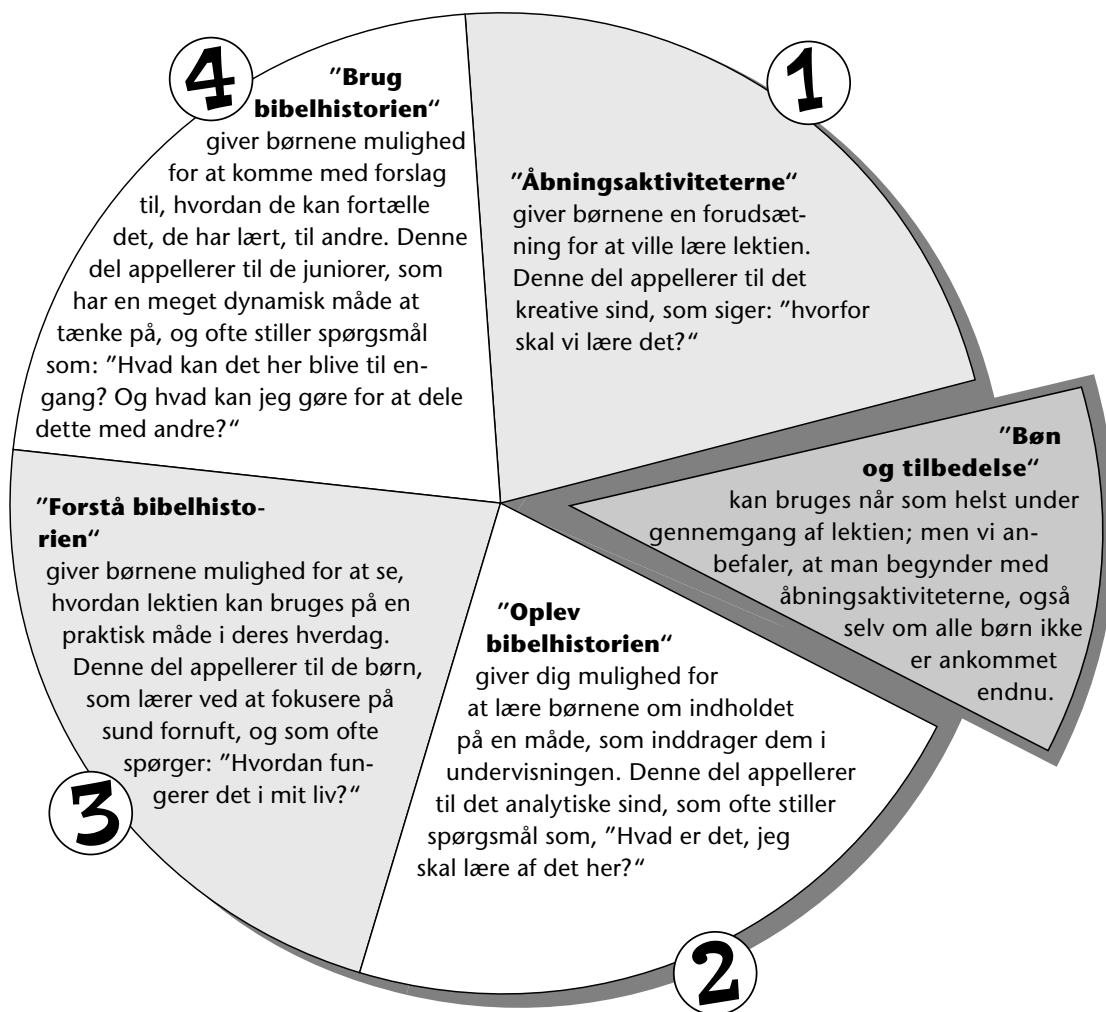 1
”Åbningsaktiviteterne“
giver børnene en forudsæt-
ning for at ville lære lektien.
Denne del appellerer til det
kreative sind, som siger: ”hvorfor
skal vi lære det?“
”Bøn
og tilbedelse“
kan bruges når som helst under
gennemgang af lektien; men vi an-
befaler, at man begynder med
åbningsaktiviteterne, også
selv om alle børn ikke
er ankommet
endnu.
2
”Oplev
bibelhistorien“
giver dig mulighed for
at lære børnene om indholdet
på en måde, som inddrager dem i
undervisningen. Denne del appellerer
til det analytiske sind, som ofte stiller
spørgsmål som, ”Hvad er det, jeg
skal lære af det her?“
3
”Forstå bibelhisto-
rien“
giver børnene mulighed for at se,
hvordan lektien kan bruges på en
praktisk måde i deres hverdag.
Denne del appellerer til de børn,
som lærer ved at fokusere på
sund fornuft, og som ofte
spørger: ”Hvordan fun-
gerer det i mit liv?“
4
”Brug
bibelhistorien“
giver børnene mulighed
for at komme med forslag
til, hvordan de kan fortælle
det, de har lært, til andre. Denne
del appellerer til de juniorer, som
har en meget dynamisk måde at
tænke på, og ofte stiller spørgsmål
som: ”Hvad kan det her blive til en-
gang? Og hvad kan jeg gøre for at dele
dette med andre?“